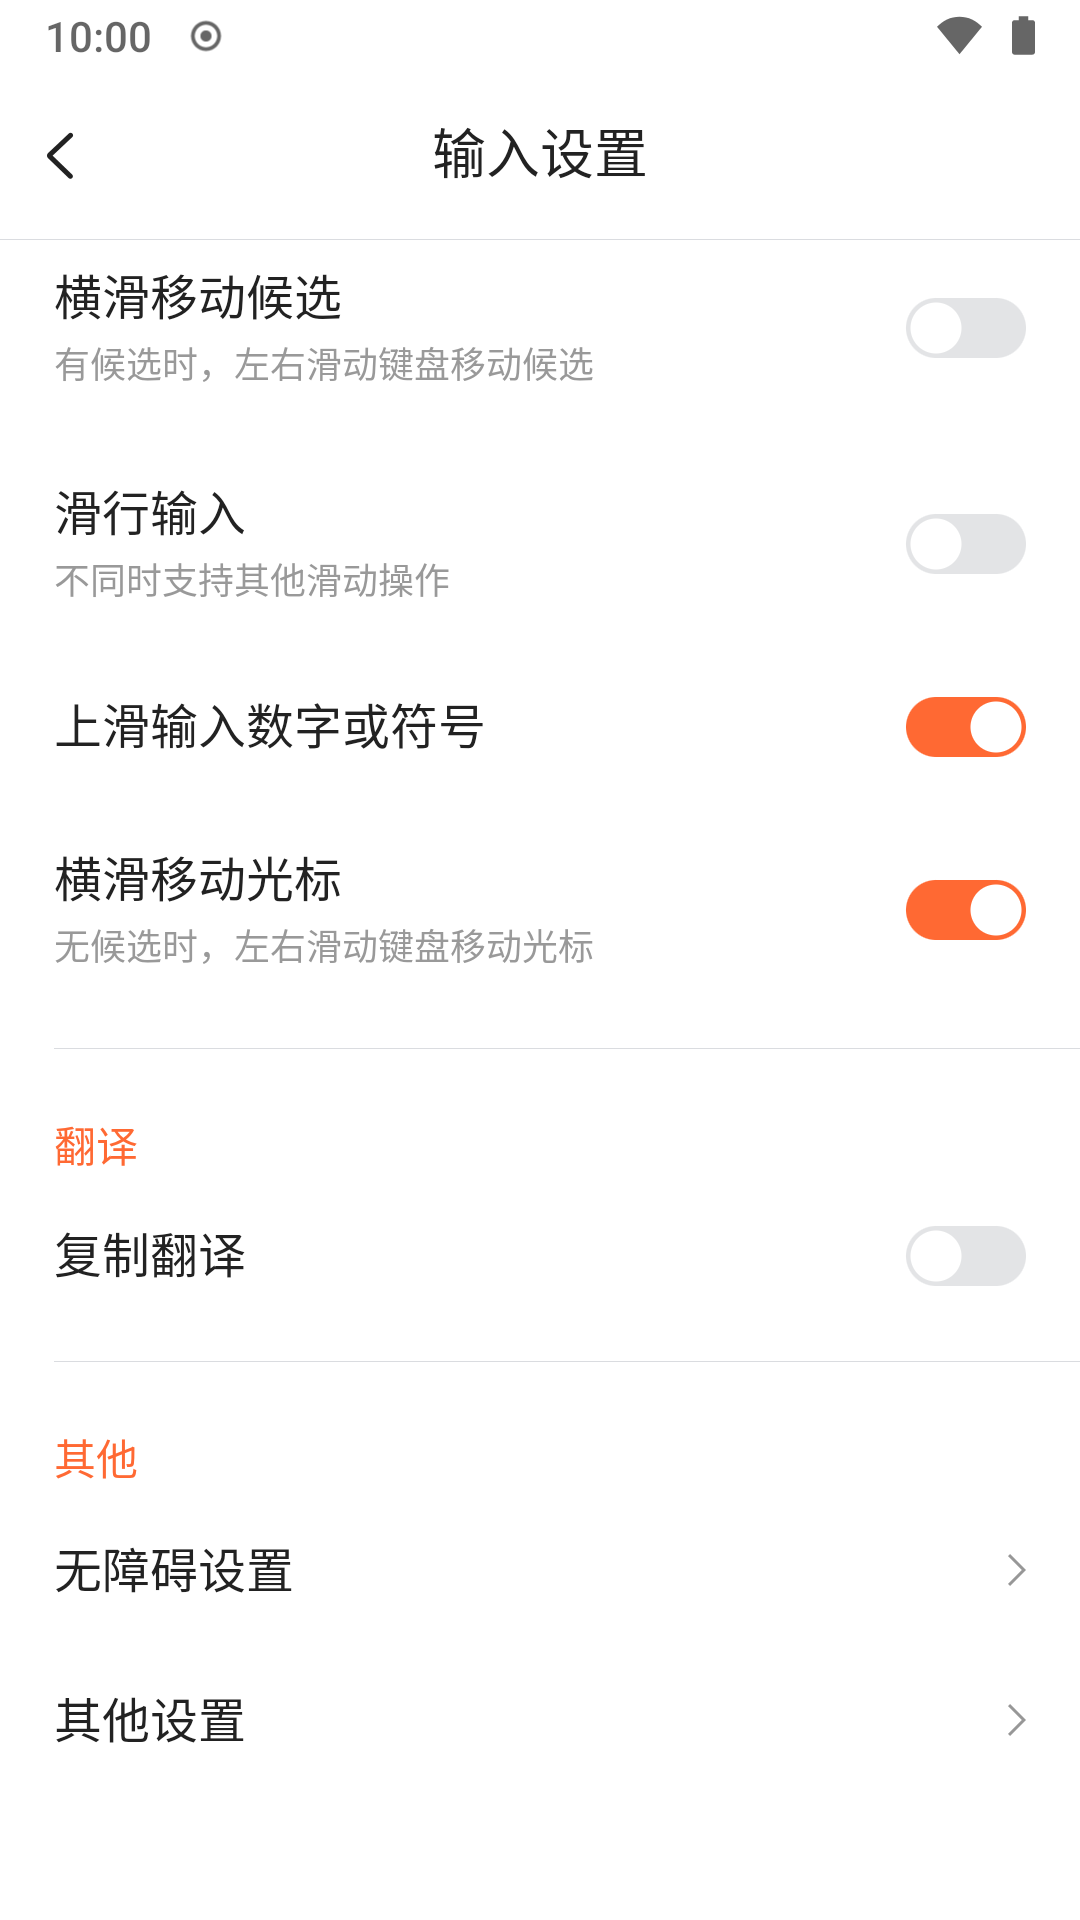 10:00
输入设置
横滑移动候选
有候选时，左右滑动键盘移动候选
滑行输入
不同时支持其他滑动操作
上滑输入数字或符号
横滑移动光标
无候选时，左右滑动键盘移动光标
翻译
复制翻译
其他
无障碍设置
其他设置